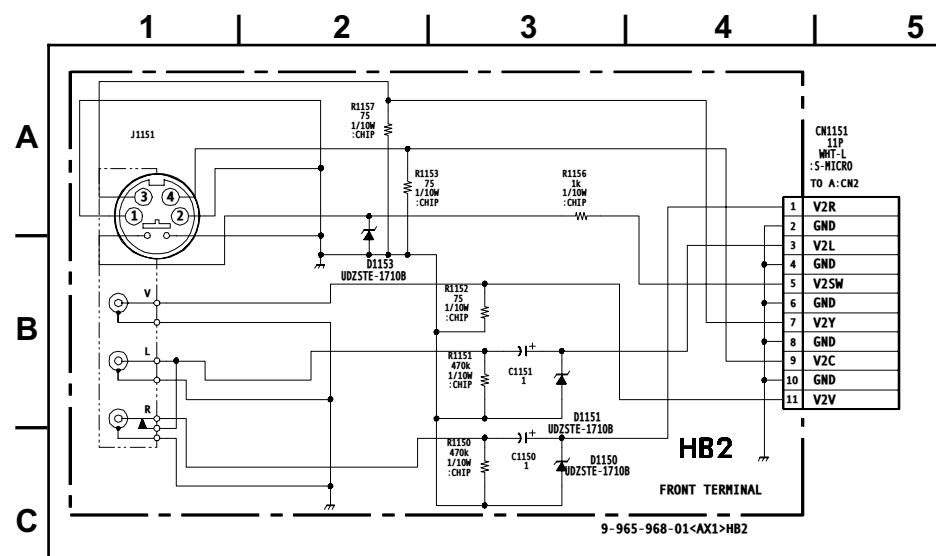 1 2 3 4 5
A
B
C
J1151
3 4
1 2
V
L
R
R1157
75
1/10W
:CHIP
R1153
75
1/10W
:CHIP
R1156
1k
1/10W
:CHIP
D1153
UDZSTE-1710B
R1152
75
1/10W
:CHIP
R1151
470k
1/10W
:CHIP
C1151
1
+
D1151
UDZSTE-1710B
R1150
470k
1/10W
:CHIP
C1150
1
+
D1150
UDZSTE-1710B
CN1151
11P
WHT-L
:S-MICRO
TO A:CN2
1 V2R
2 GND
3 V2L
4 GND
5 V2SW
6 GND
7 V2Y
8 GND
9 V2C
10 GND
11 V2V
HB2
FRONT TERMINAL
9-965-968-01<AX1>HB2